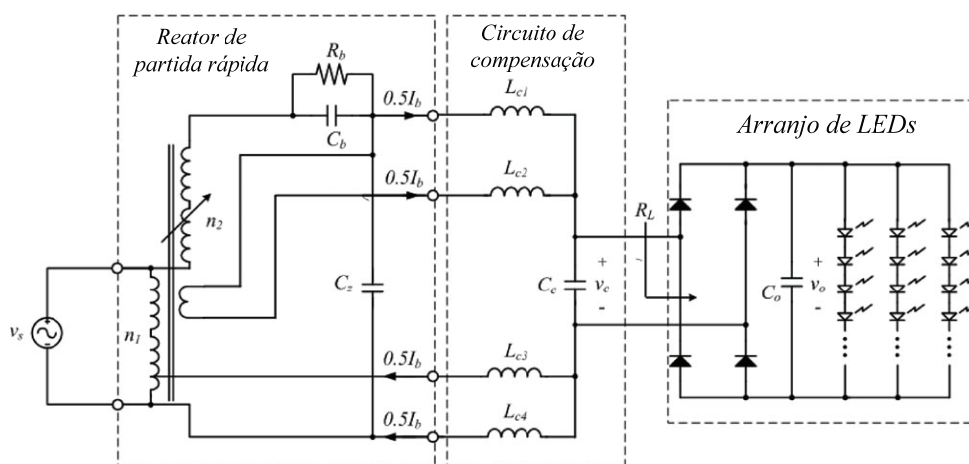 Reator de
partida rápida
Circuito de
compensação
Arranjo de LEDs
R_b
C_b
0.5I_b
L_c1
0.5I_b
L_c2
n_2
R_L
C_z
C_c
+
v_c
-
C_o
+
v_o
-
v_s
n_1
0.5I_b
L_c3
0.5I_b
L_c4